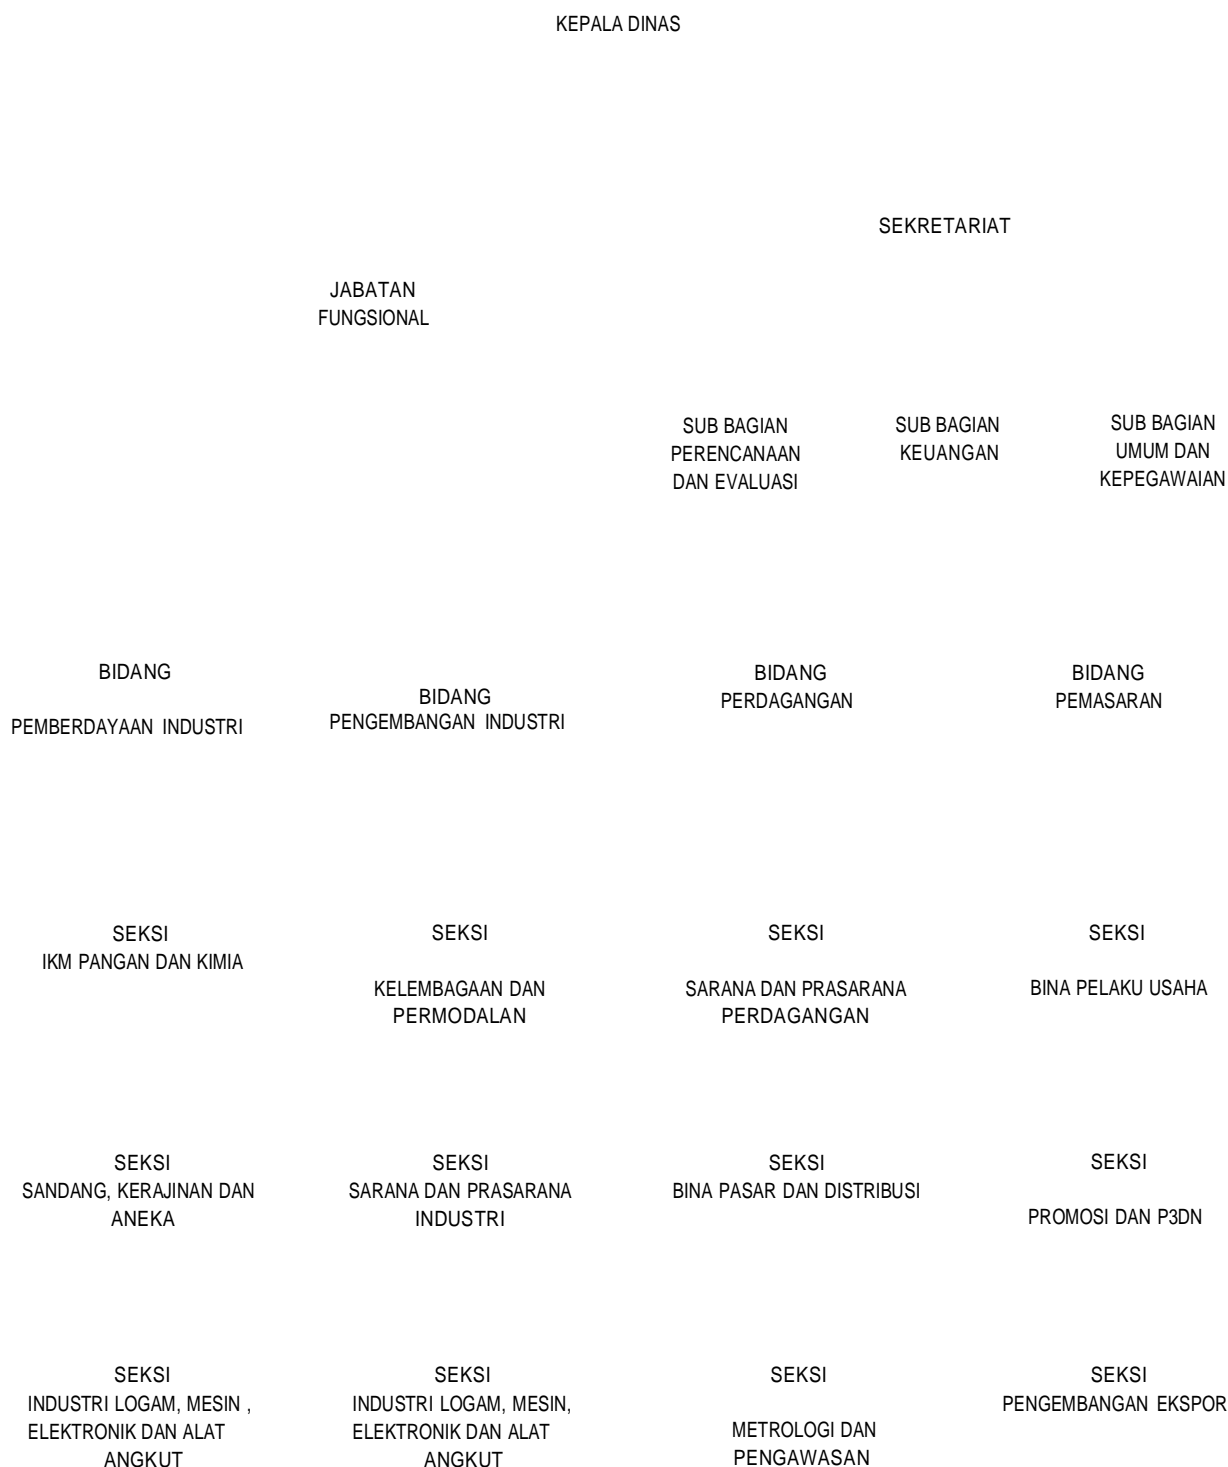 KEPALA DINAS
SEKRETARIAT
JABATAN
FUNGSIONAL
SUB BAGIAN
PERENCANAAN
DAN EVALUASI
SUB BAGIAN
KEUANGAN
SUB BAGIAN
UMUM DAN
KEPEGAWAIAN
BIDANG
PEMBERDAYAAN INDUSTRI
BIDANG
PENGEMBANGAN INDUSTRI
BIDANG
PERDAGANGAN
BIDANG
PEMASARAN
SEKSI
IKM PANGAN DAN KIMIA
SEKSI
KELEMBAGAAN DAN
PERMODALAN
SEKSI
SARANA DAN PRASARANA
PERDAGANGAN
SEKSI
BINA PELAKU USAHA
SEKSI
SANDANG, KERAJINAN DAN
ANEKA
SEKSI
SARANA DAN PRASARANA
INDUSTRI
SEKSI
BINA PASAR DAN DISTRIBUSI
SEKSI
PROMOSI DAN P3DN
SEKSI
INDUSTRI LOGAM, MESIN ,
ELEKTRONIK DAN ALAT
ANGKUT
SEKSI
INDUSTRI LOGAM, MESIN,
ELEKTRONIK DAN ALAT
ANGKUT
SEKSI
METROLOGI DAN
PENGAWASAN
SEKSI
PENGEMBANGAN EKSPOR